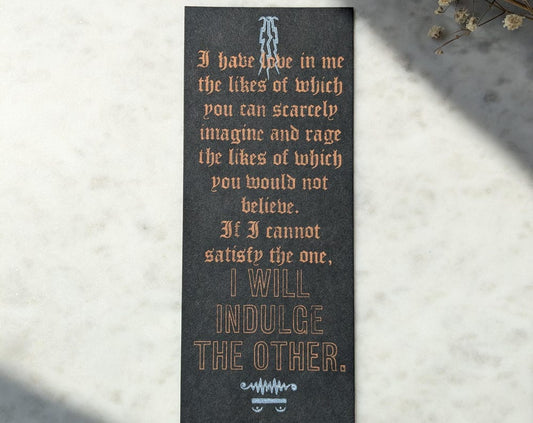 I have love in me
the likes of which
you can scarcely
imagine and rage
the likes of which
you would not
believe.
If I cannot
satisfy the one,
I WILL
INDULGE
THE OTHER.